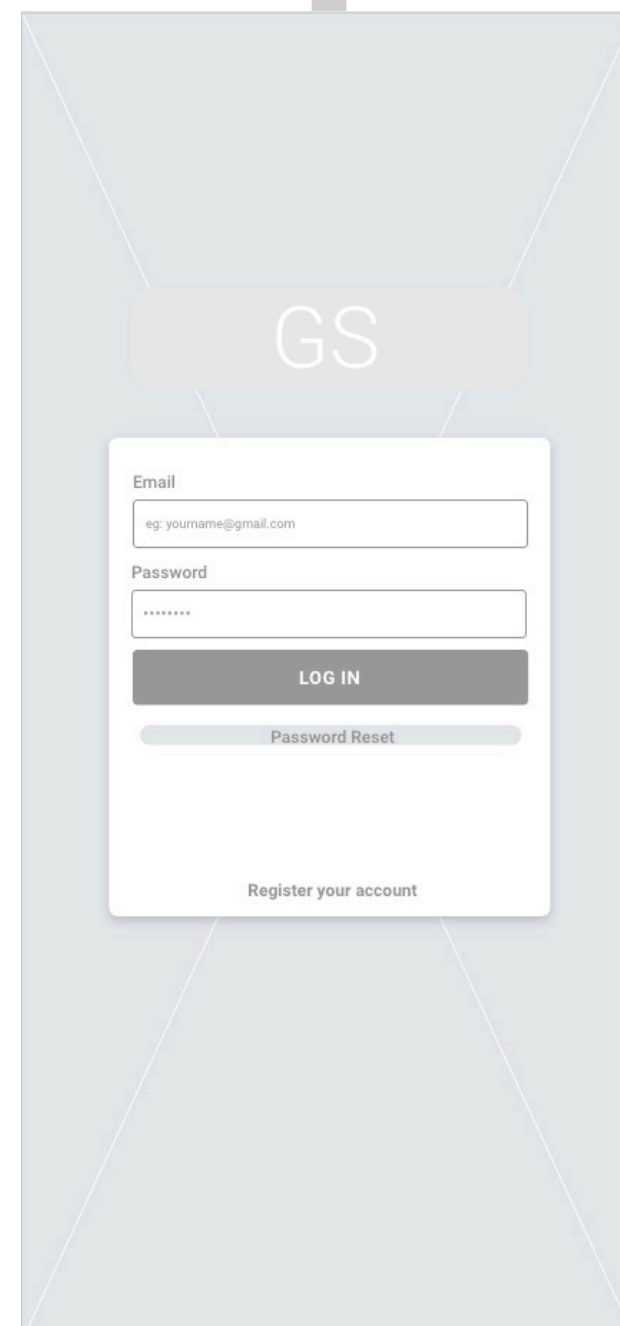 GS
Email
eg: yourname@gmail.com
Password
••••••••
LOG IN
Password Reset
Register your account